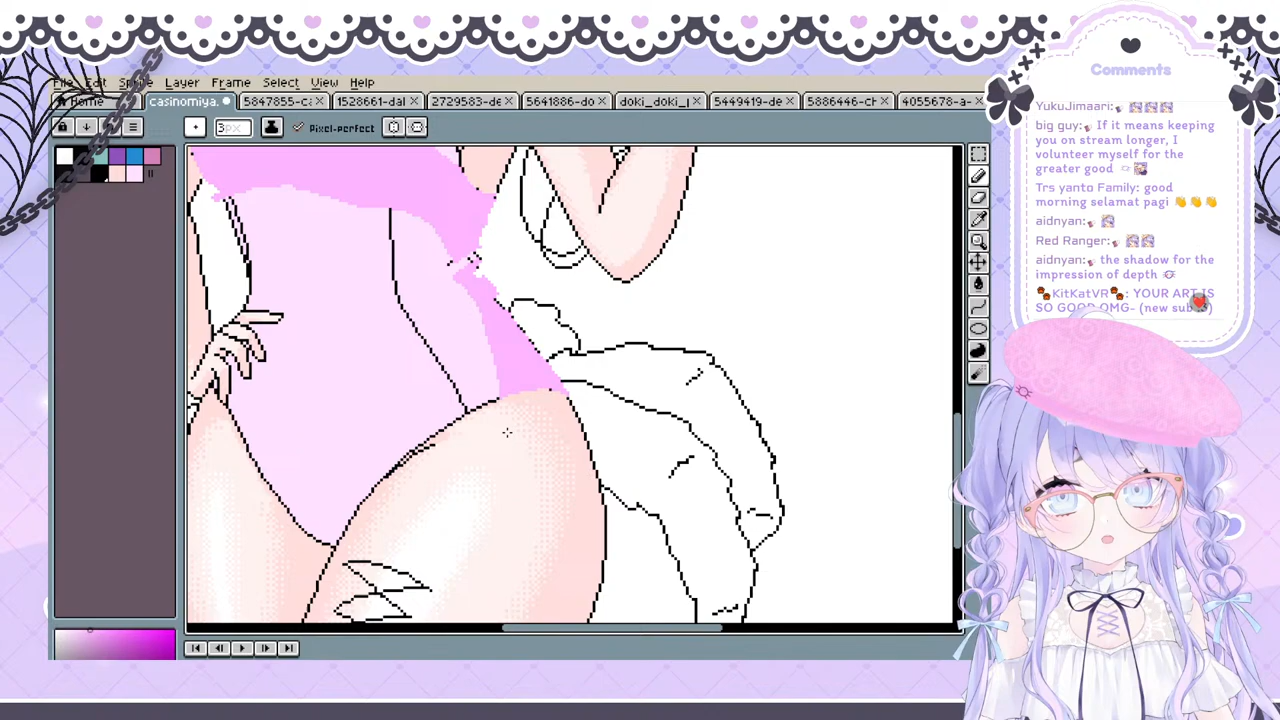 File Edit Sprite Layer Frame Select View Help
Home casinomiya. 5847855-ca 1528661-dal 2729583-de 5641886-do doki_doki_l 5449419-de 5886446-ch 4055678-a-
3px Pixel-perfect
Comments
YukuJimaari:
big guy: If it means keeping
you on stream longer, I
volunteer myself for the
greater good
Trs yanto Family: good
morning selamat pagi 👏👏👏
aidnyan:
Red Ranger:
aidnyan: the shadow for the
impression of depth
KitKatVR: YOUR ART IS
SO GOOD OMG- (new sub)